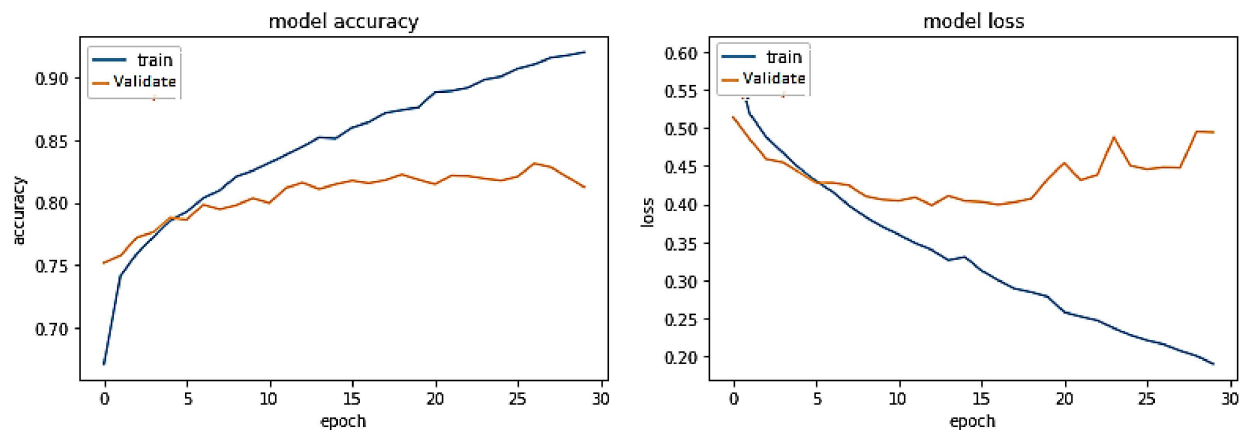 model accuracy
train
Validate
0.90
0.85
0.80
0.75
0.70
accuracy
0 5 10 15 20 25 30
epoch
model loss
train
Validate
0.60
0.55
0.50
0.45
0.40
0.35
0.30
0.25
0.20
loss
0 5 10 15 20 25 30
epoch